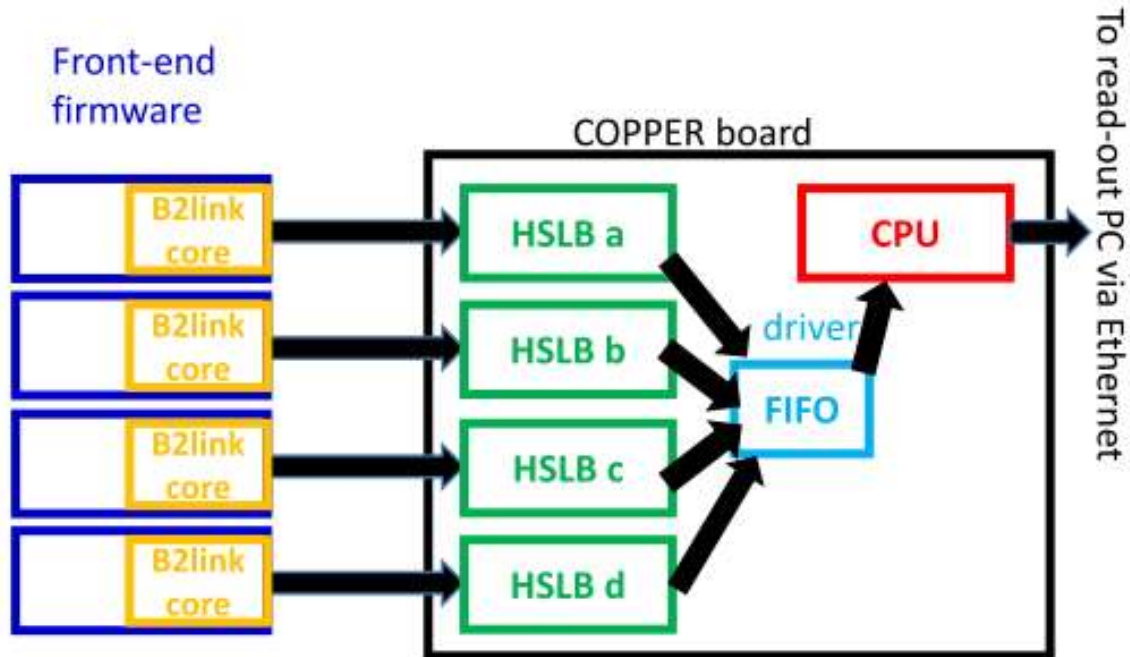 Front-end
firmware
COPPER board
To read-out PC via Ethernet
B2link
core
HSLB a
CPU
B2link
core
HSLB b
driver
FIFO
B2link
core
HSLB c
B2link
core
HSLB d